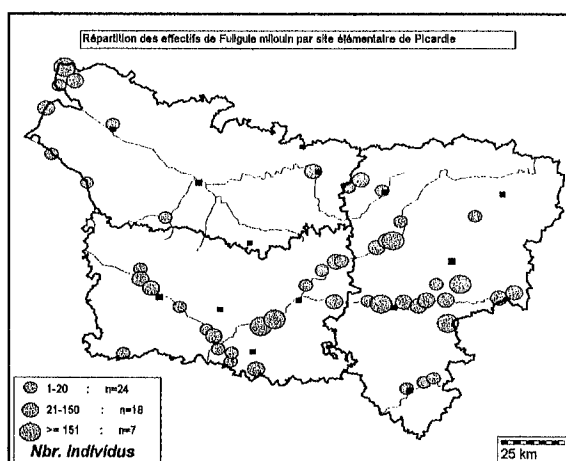 Répartition des effectifs de Fuligule milouin par site élémentaire de Picardie
1-20 : n=24
21-150 : n=18
>= 151 : n=7
Nbr. individus
25 km